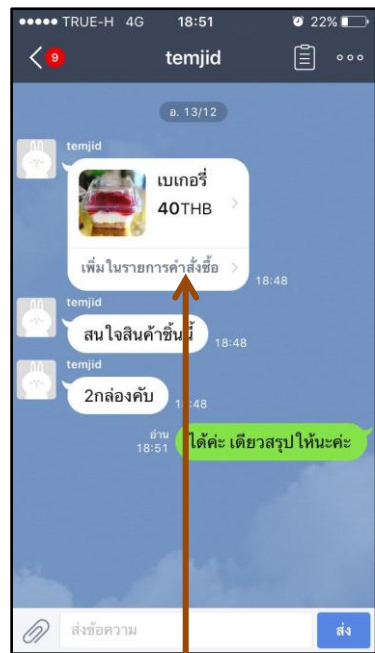 TRUE-H 4G 18:51 22%
9 temjid
อ. 13/12
temjid
เบเกอรี่
40THB
เพิ่มในรายการคำสั่งซื้อ
18:48
temjid
สนใจสินค้าชิ้นนี้
18:48
temjid
2กล่องคับ
18:48
อ่าน
18:51
ได้ค่ะ เดียวสรุปให้นะค่ะ
ส่งข้อความ
ส่ง